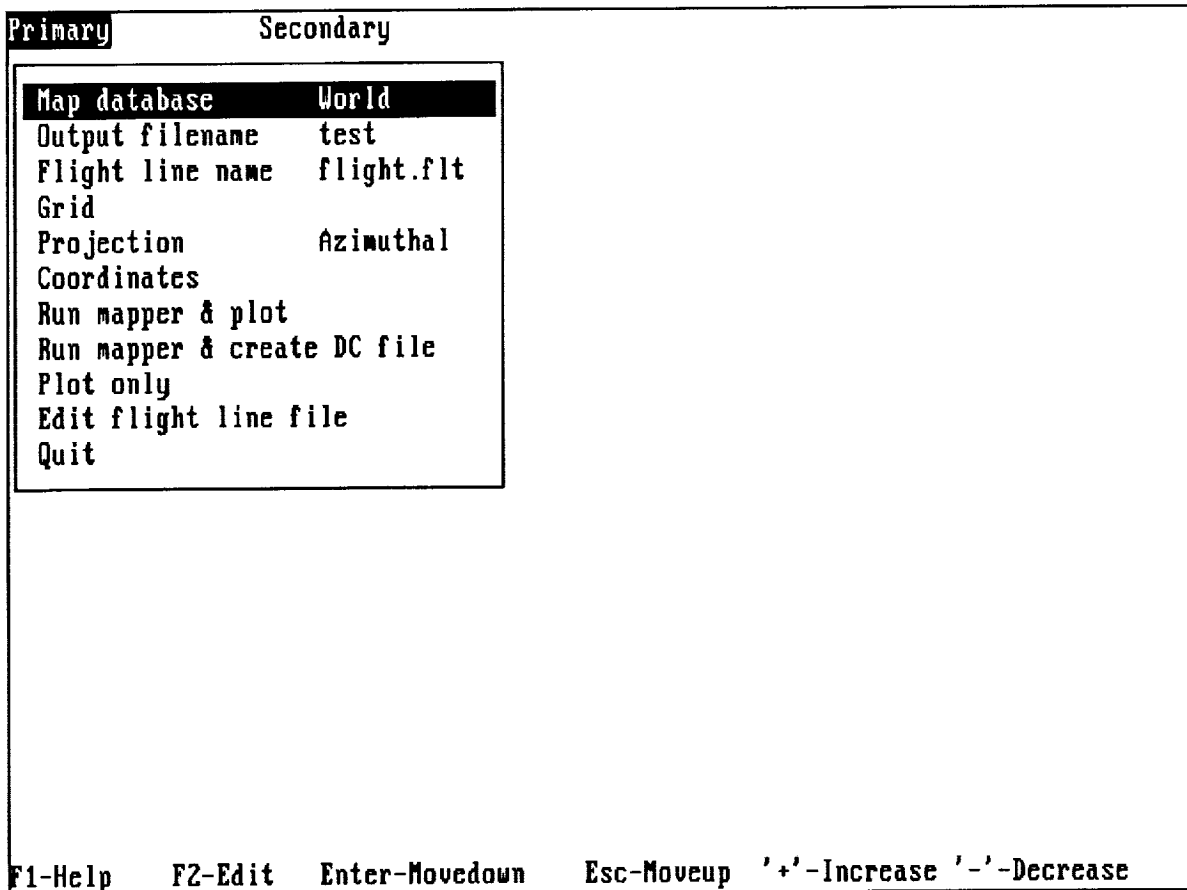 Primary Secondary
Map database World
Output filename test
Flight line name flight.flt
Grid
Projection Azimuthal
Coordinates
Run mapper & plot
Run mapper & create DC file
Plot only
Edit flight line file
Quit
F1-Help F2-Edit Enter-Movedown Esc-Moveup '+'-Increase '-'-Decrease